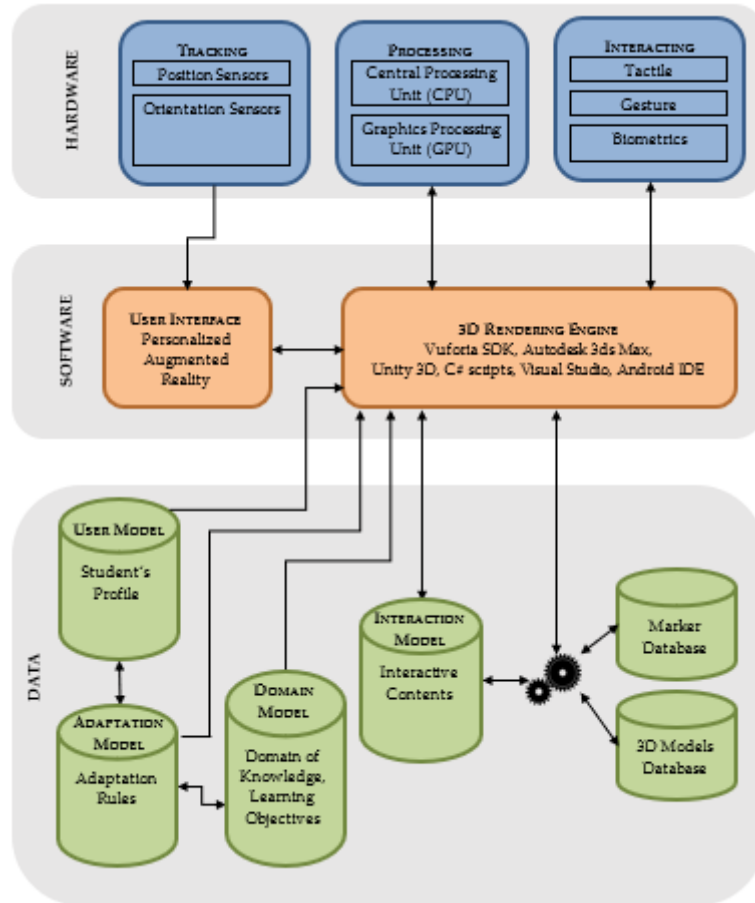 HARDWARE
TRACKING
Position Sensors
Orientation Sensors
PROCESSING
Central Processing
Unit (CPU)
Graphics Processing
Unit (GPU)
INTERACTING
Tactile
Gesture
Biometrics
SOFTWARE
USER INTERFACE
Personalized
Augmented
Reality
3D RENDERING ENGINE
Vuforia SDK, Autodesk 3ds Max,
Unity 3D, C# scripts, Visual Studio, Android IDE
DATA
USER MODEL
Student's
Profile
ADAPTATION
MODEL
Adaptation
Rules
DOMAIN
MODEL
Domain of
Knowledge,
Learning
Objectives
INTERACTION
MODEL
Interactive
Contents
Marker
Database
3D Models
Database